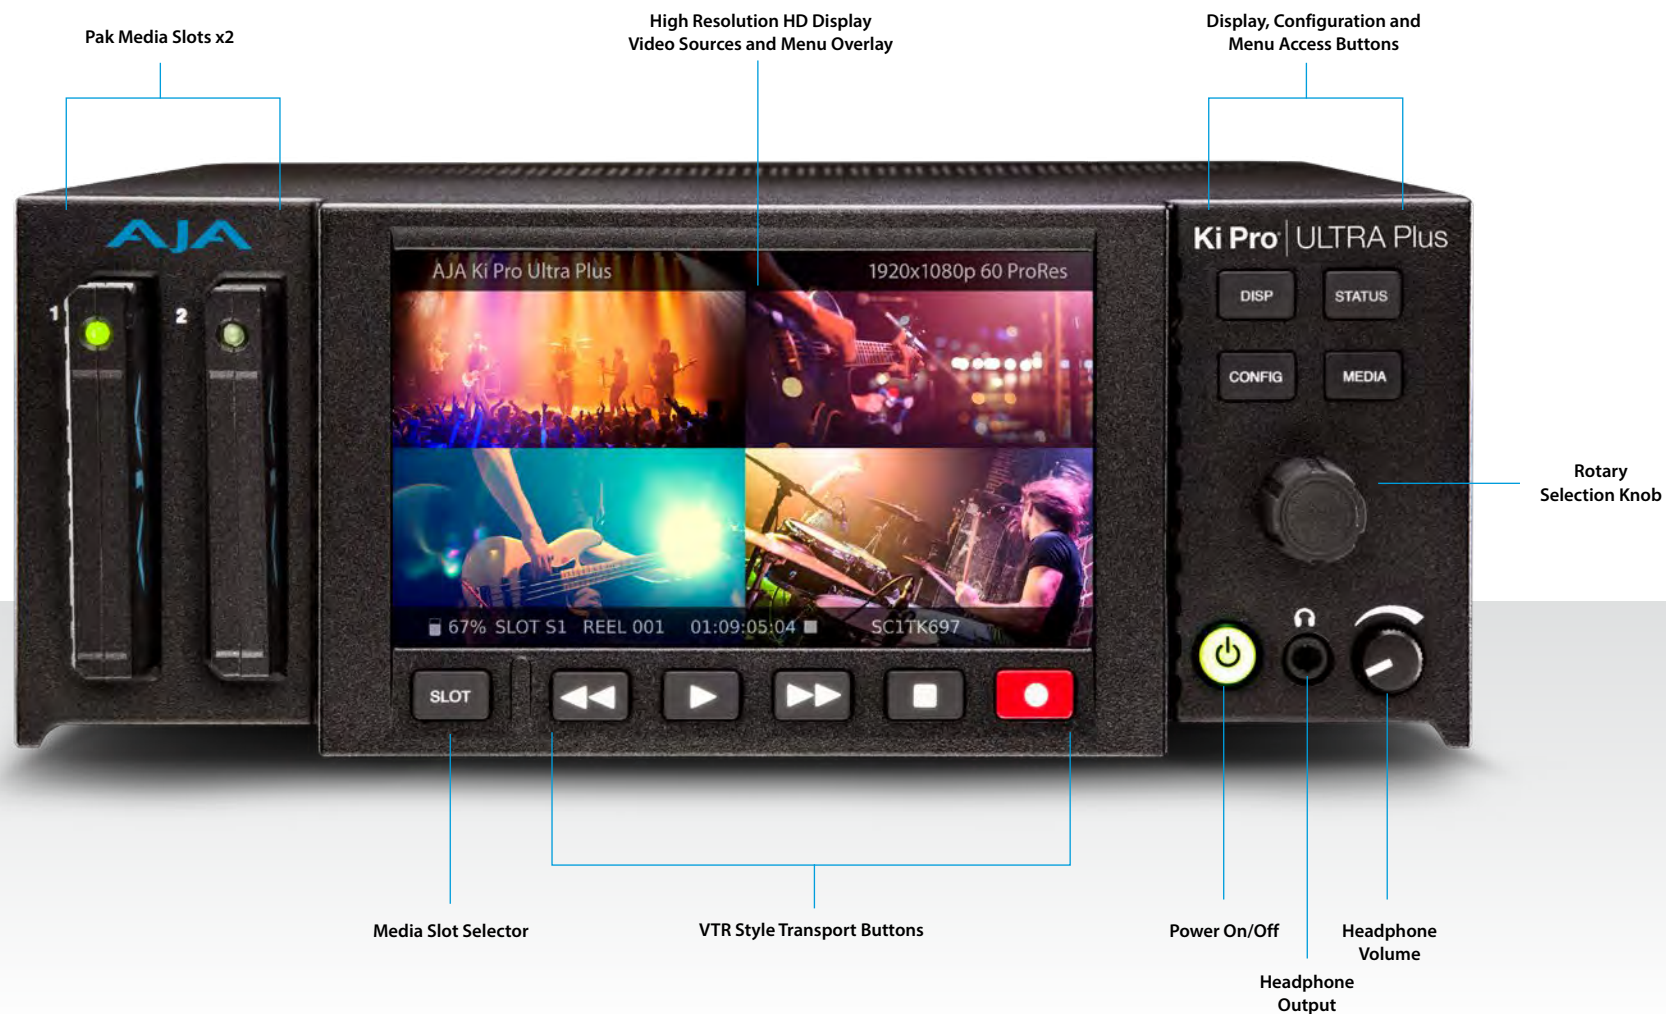 Pak Media Slots x2
High Resolution HD Display
Video Sources and Menu Overlay
Display, Configuration and
Menu Access Buttons
AJA
Ki Pro ULTRA Plus
AJA Ki Pro Ultra Plus
1920x1080p 60 ProRes
1
2
DISP
STATUS
CONFIG
MEDIA
Rotary
Selection Knob
67% SLOT S1 REEL 001 01:09:05:04 SC1TK697
SLOT
Media Slot Selector
VTR Style Transport Buttons
Power On/Off
Headphone
Volume
Headphone
Output